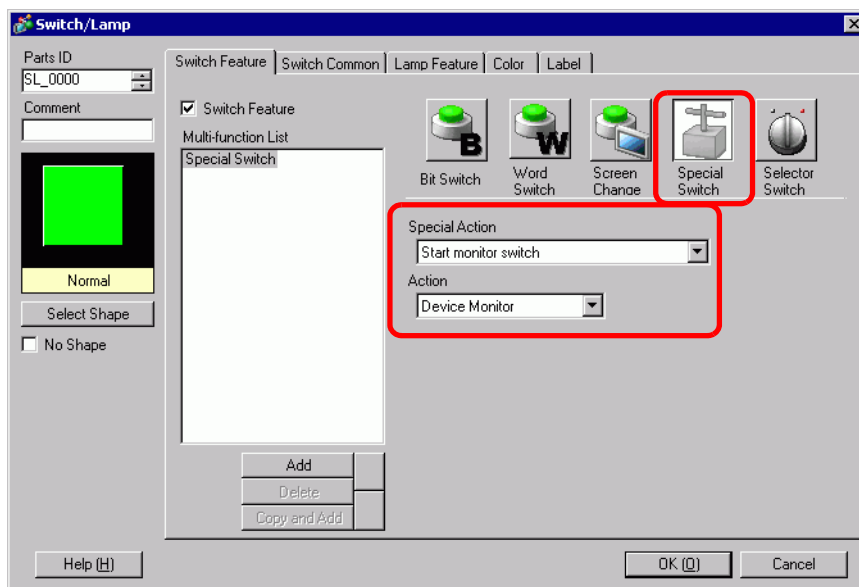 Switch/Lamp
Parts ID
SL_0000
Comment
Normal
Select Shape
No Shape
Switch Feature
Switch Common
Lamp Feature
Color
Label
Switch Feature
Multi-function List
Special Switch
B
W
Bit Switch
Word
Switch
Screen
Change
Special
Switch
Selector
Switch
Special Action
Start monitor switch
Action
Device Monitor
Add
Delete
Copy and Add
Help (H)
OK (O)
Cancel